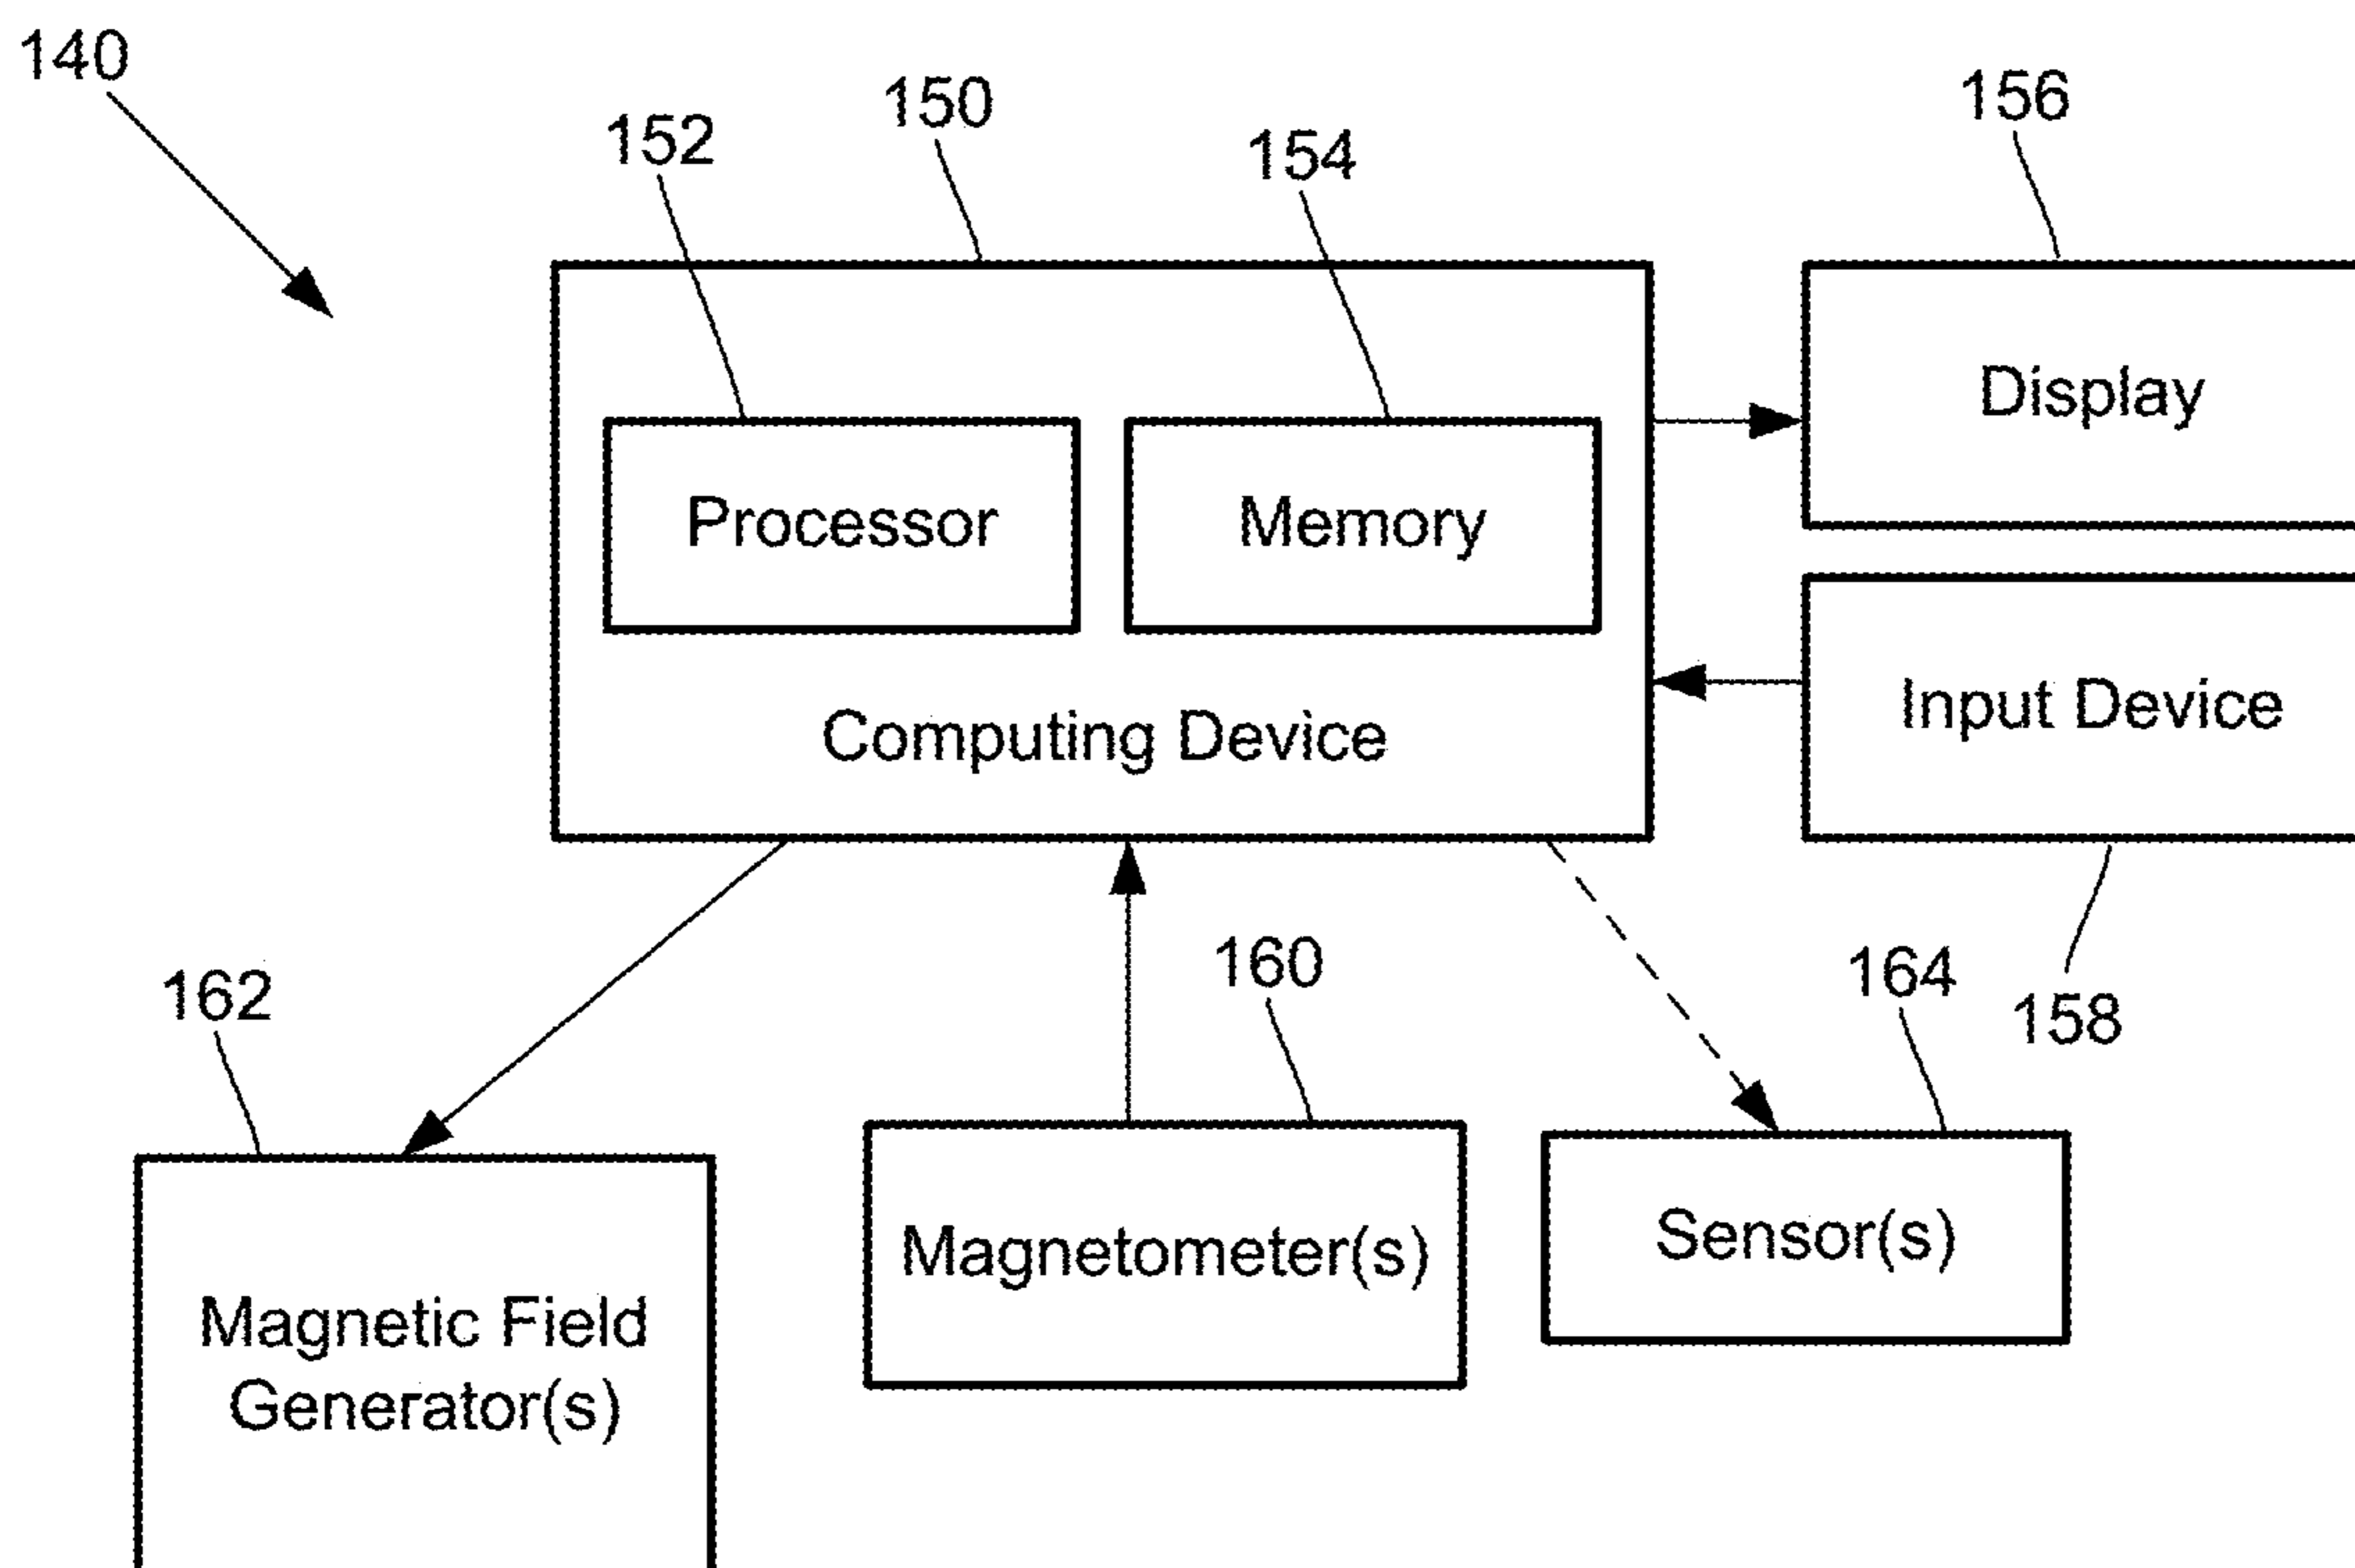 140
150
156
152
154
Display
Processor
Memory
Input Device
Computing Device
160
164
162
158
Magnetometer(s)
Sensor(s)
Magnetic Field
Generator(s)